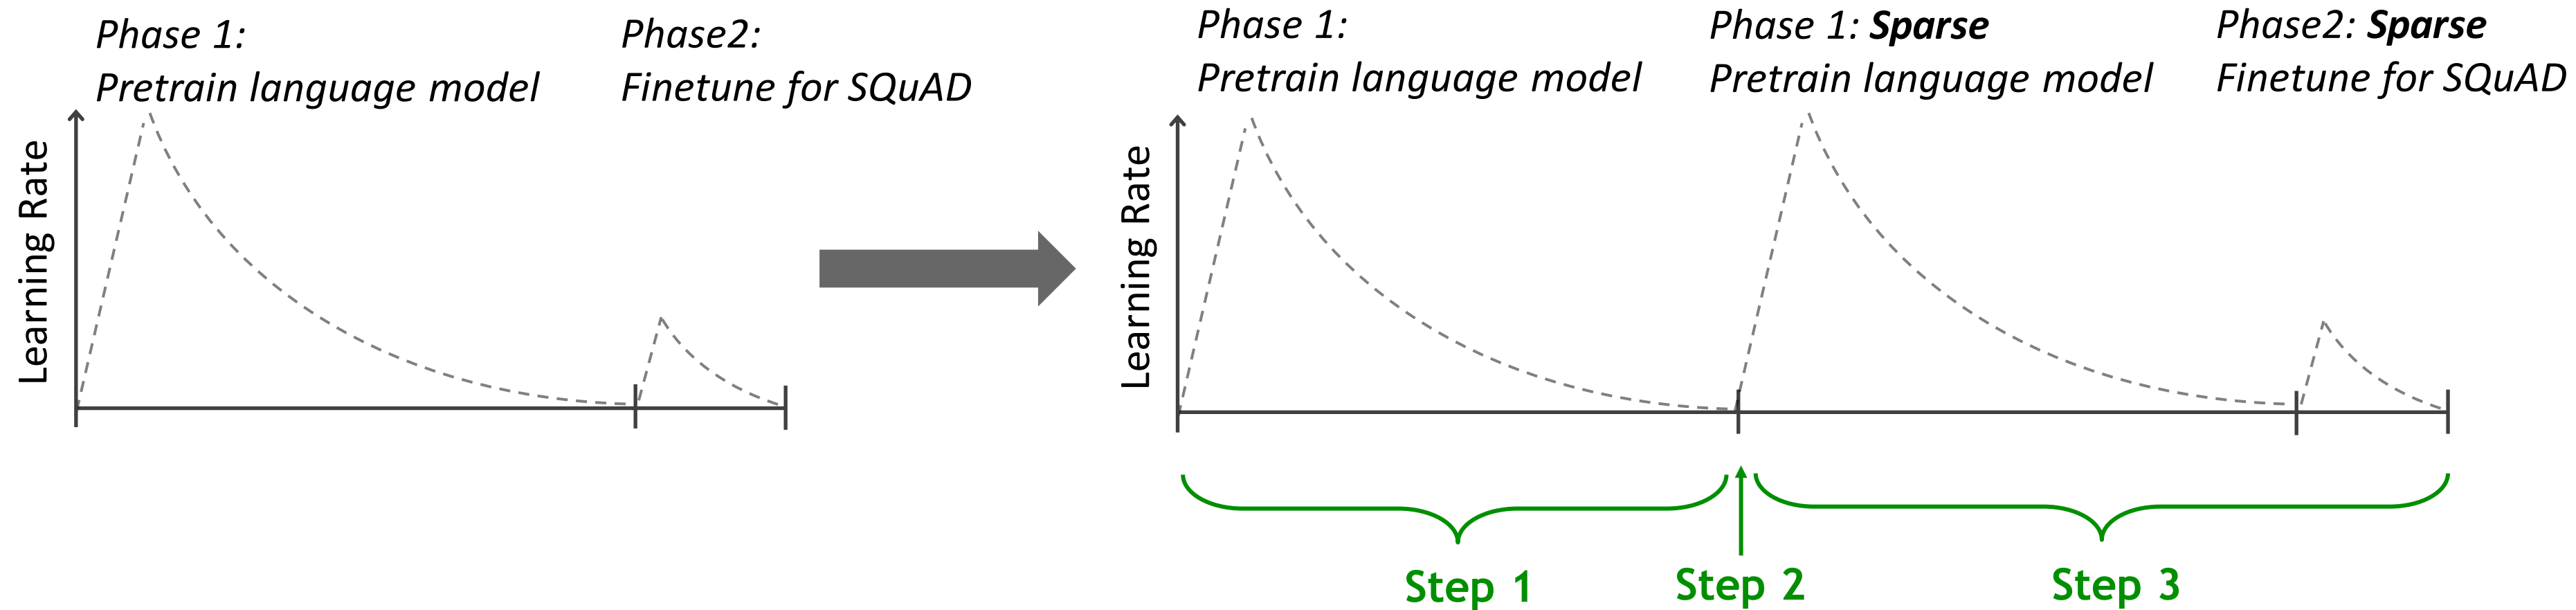 Phase 1:
Pretrain language model
Phase2:
Finetune for SQuAD
Learning Rate
Phase 1:
Pretrain language model
Phase 1: Sparse
Pretrain language model
Phase2: Sparse
Finetune for SQuAD
Learning Rate
Step 1
Step 2
Step 3